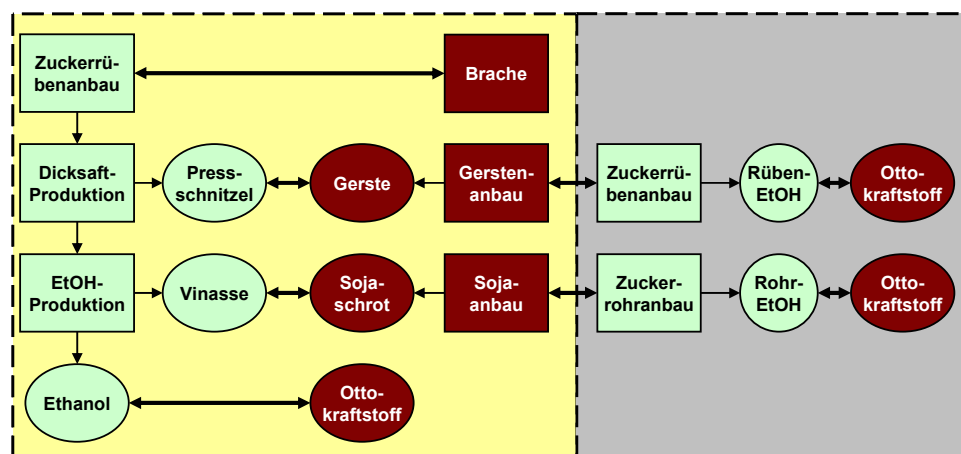 Zuckerrü-
benanbau
Brache
Dicksaft-
Produktion
Press-
schnitzel
Gerste
Gersten-
anbau
Zuckerrü-
benanbau
Rüben-
EtOH
Otto-
kraftstoff
EtOH-
Produktion
Vinasse
Soja-
schrot
Soja-
anbau
Zucker-
rohranbau
Rohr-
EtOH
Otto-
kraftstoff
Ethanol
Otto-
kraftstoff